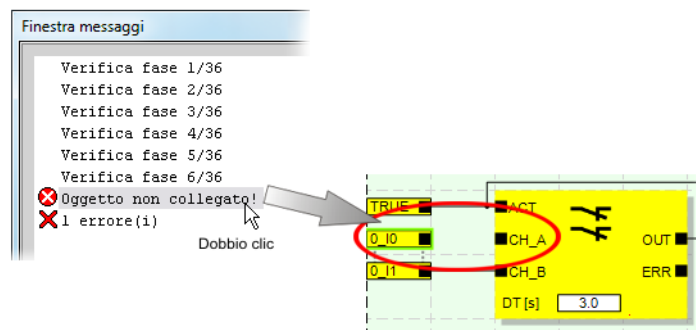 Finestra messaggi
Verifica fase 1/36
Verifica fase 2/36
Verifica fase 3/36
Verifica fase 4/36
Verifica fase 5/36
Verifica fase 6/36
Oggetto non collegato!
1 errore(i)
Dobbio clic
TRUE
ACT
0_I0
CH_A
OUT
0_I1
CH_B
ERR
DT [s]
3.0